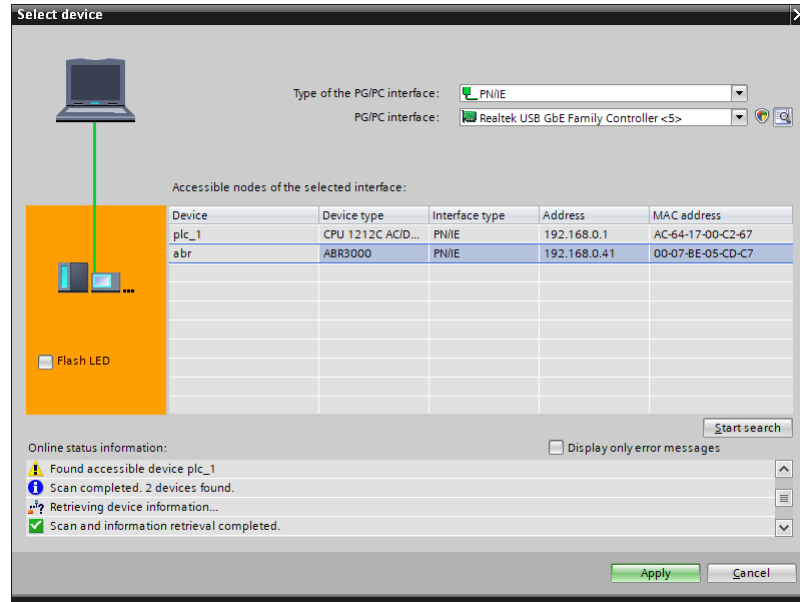 Select device
Type of the PG/PC interface: PN/IE
PG/PC interface: Realtek USB GbE Family Controller <5>
Accessible nodes of the selected interface:
Device Device type Interface type Address MAC address
plc_1 CPU 1212C AC/D... PN/IE 192.168.0.1 AC-64-17-00-C2-67
abr ABR3000 PN/IE 192.168.0.41 00-07-BE-05-CD-C7
Flash LED
Start search
Online status information: Display only error messages
Found accessible device plc_1
Scan completed. 2 devices found.
Retrieving device information...
Scan and information retrieval completed.
Apply Cancel